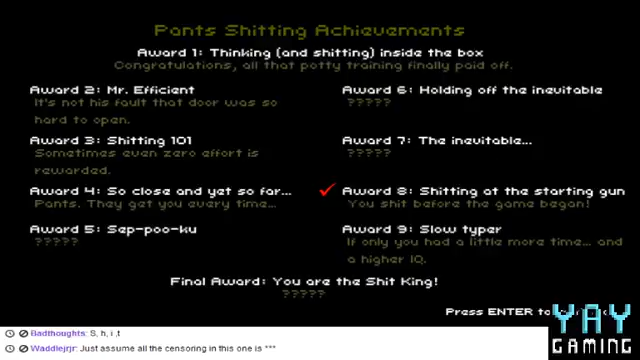 Pants Shitting Achievements
Award 1: Thinking (and shitting) inside the box
Congratulations, all that potty training finally paid off.
Award 2: Mr. Efficient
It's not his fault that door was so
hard to open.
Award 3: Shitting 101
Sometimes even zero effort is
rewarded.
Award 4: So close and yet so far...
Pants. They get you every time...
Award 5: Sep-poo-ku
?????
Award 6: Holding off the inevitable
?????
Award 7: The inevitable...
?????
Award 8: Shitting at the starting gun
You shit before the game began!
Award 9: Slow typer
If only you had a little more time... and
a higher IQ.
Final Award: You are the Shit King!
?????
Press ENTER to
YAY
GAMING
Badthoughts: S, h, i ,t
Waddlejrjr: Just assume all the censoring in this one is ***